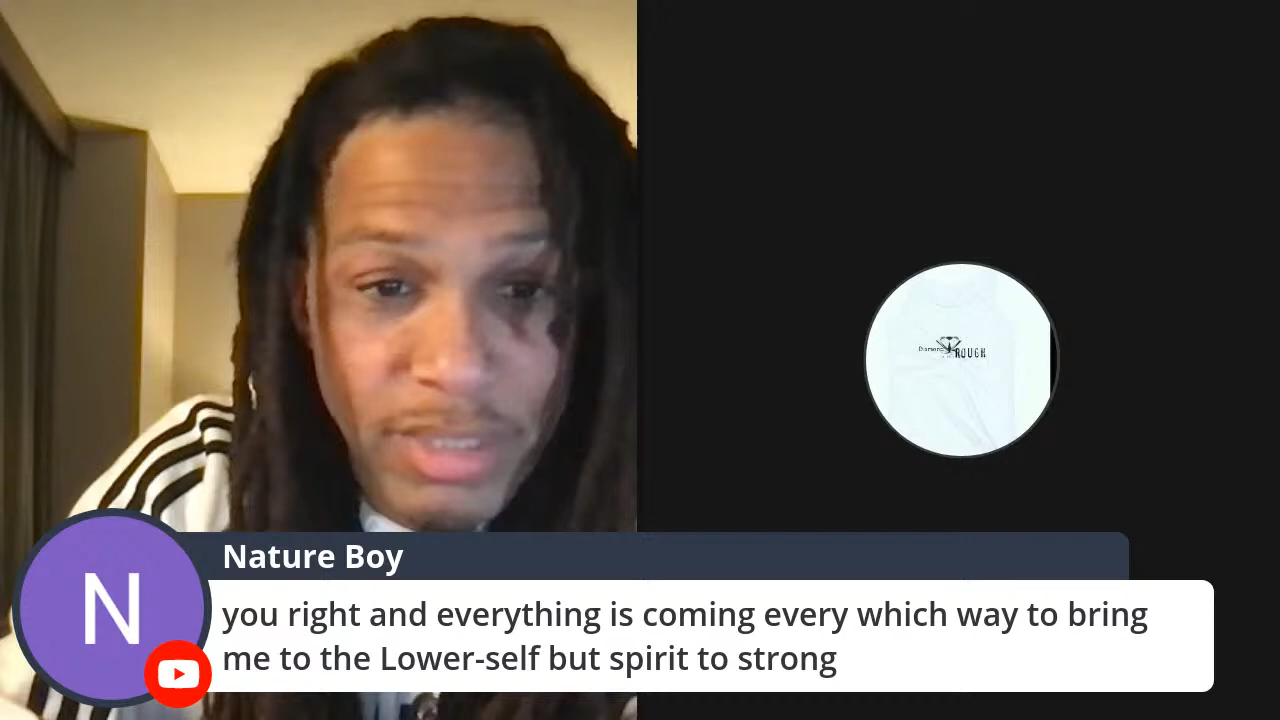 Diamond
ROUGH
N
Nature Boy
you right and everything is coming every which way to bring
me to the Lower-self but spirit to strong